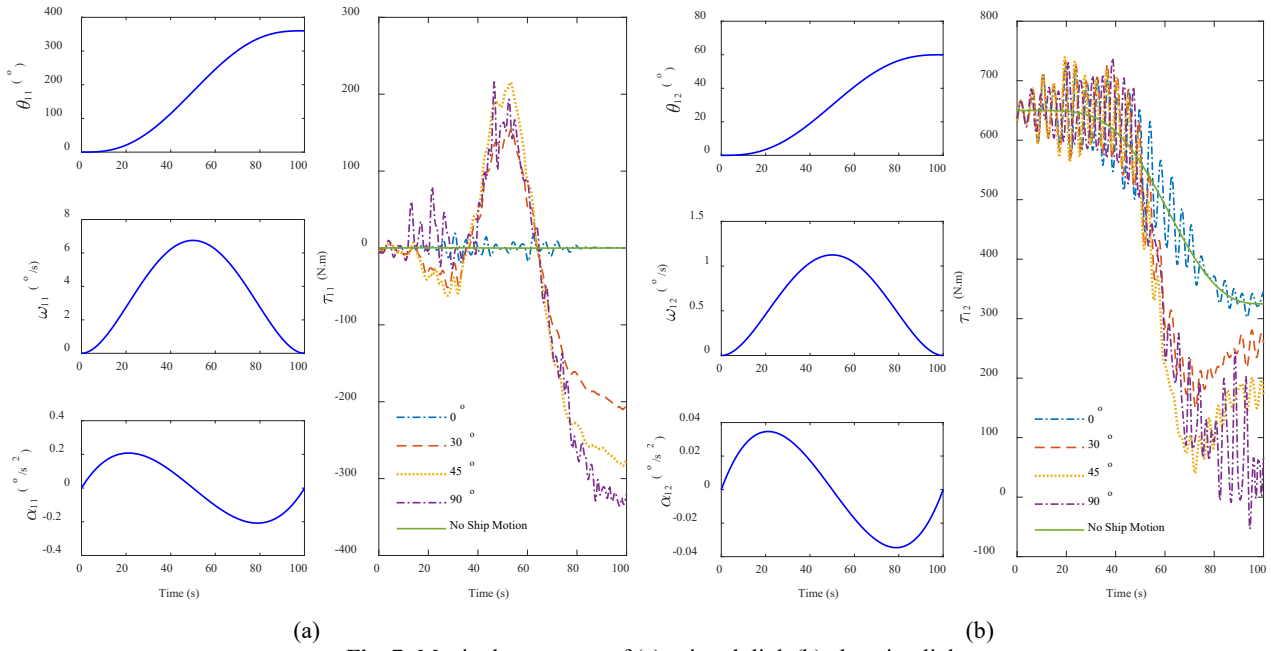 400
300
200
100
0
θ11 ( o )
0 20 40 60 80 100
8
6
4
2
0
ω11 ( o /s)
0 20 40 60 80 100
0.4
0.2
0
-0.2
-0.4
α11 ( o /s 2 )
0 20 40 60 80 100
Time (s)
300
200
100
0
-100
-200
-300
-400
τ11 (N.m)
0 o
30 o
45 o
90 o
No Ship Motion
0 20 40 60 80 100
Time (s)
(a)
80
60
40
20
0
θ12 ( o )
0 20 40 60 80 100
1.5
1
0.5
0
ω12 ( o /s)
0 20 40 60 80 100
0.04
0.02
0
-0.02
-0.04
α12 ( o /s 2 )
0 20 40 60 80 100
Time (s)
800
700
600
500
400
300
200
100
0
-100
τ12 (N.m)
0 o
30 o
45 o
90 o
No Ship Motion
0 20 40 60 80 100
Time (s)
(b)